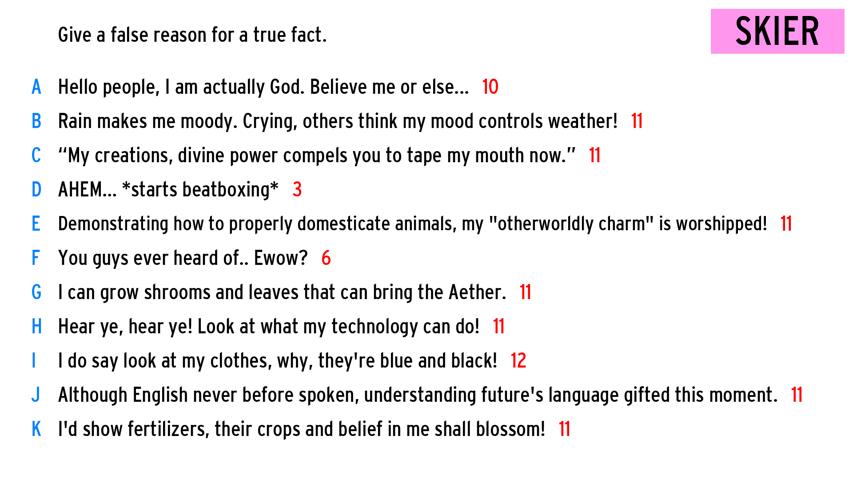 Give a false reason for a true fact.
SKIER
A Hello people, I am actually God. Believe me or else... 10
B Rain makes me moody. Crying, others think my mood controls weather! 11
C “My creations, divine power compels you to tape my mouth now.” 11
D AHEM... *starts beatboxing* 3
E Demonstrating how to properly domesticate animals, my "otherworldly charm" is worshipped! 11
F You guys ever heard of.. Ewow? 6
G I can grow shrooms and leaves that can bring the Aether. 11
H Hear ye, hear ye! Look at what my technology can do! 11
I I do say look at my clothes, why, they're blue and black! 12
J Although English never before spoken, understanding future's language gifted this moment. 11
K I'd show fertilizers, their crops and belief in me shall blossom! 11